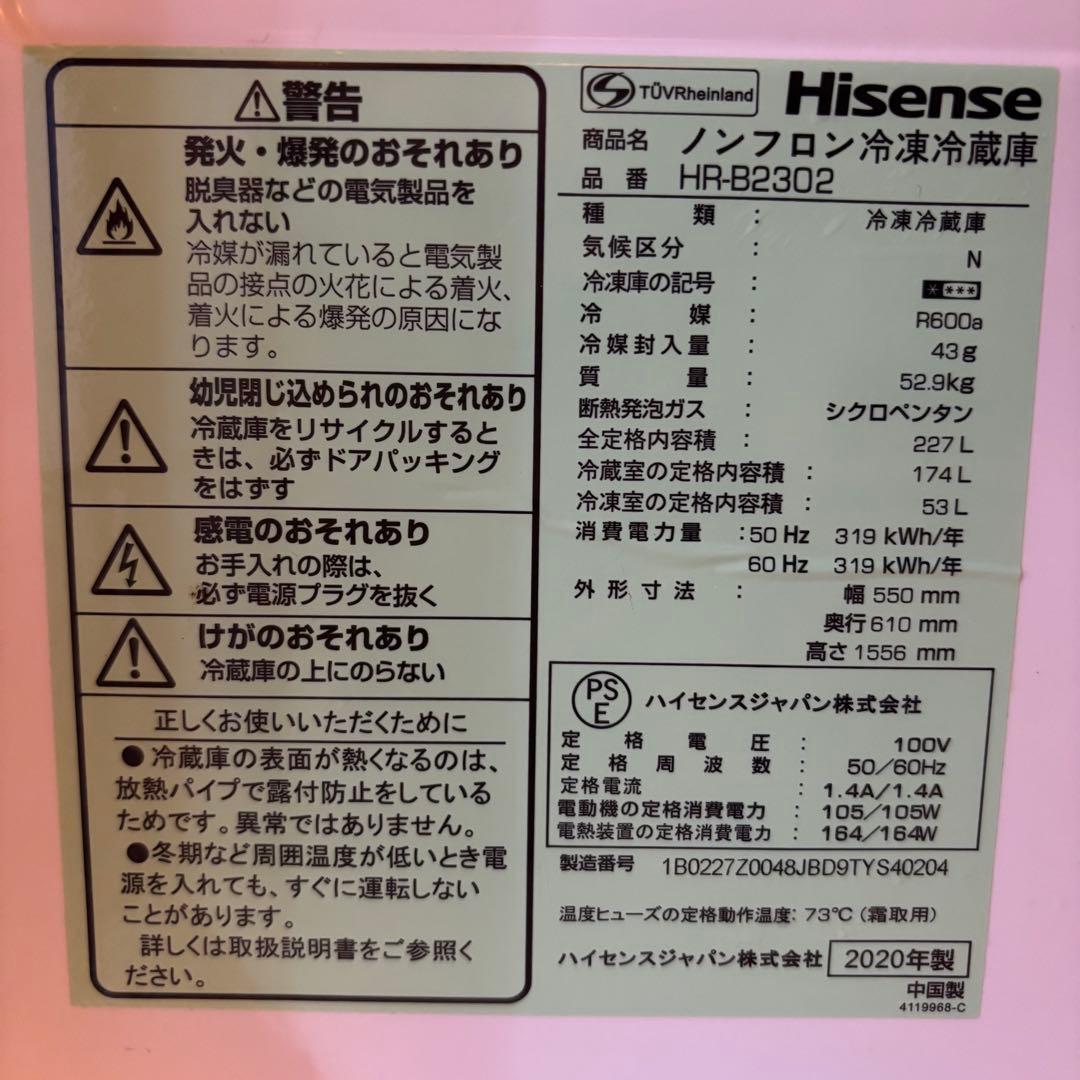 ⚠警告
発火・爆発のおそれあり
脱臭器などの電気製品を
入れない
冷媒が漏れていると電気製
品の接点の火花による着火、
着火による爆発の原因にな
ります。
幼児閉じ込められのおそれあり
冷蔵庫をリサイクルすると
きは、必ずドアパッキング
をはずす
感電のおそれあり
お手入れの際は、
必ず電源プラグを抜く
けがのおそれあり
冷蔵庫の上にのらない
正しくお使いいただくために
●冷蔵庫の表面が熱くなるのは、
放熱パイプで露付防止をしている
ためです。異常ではありません。
●冬期など周囲温度が低いとき電
源を入れても、すぐに運転しない
ことがあります。
詳しくは取扱説明書をご参照く
ださい。
TÜVRheinland Hisense
商品名 ノンフロン冷凍冷蔵庫
品番 HR-B2302
種類 : 冷凍冷蔵庫
気候区分 : N
冷凍庫の記号 : * ***
冷媒 : R600a
冷媒封入量 : 43g
質量 : 52.9kg
断熱発泡ガス : シクロペンタン
全定格内容積 : 227L
冷蔵室の定格内容積 : 174L
冷凍室の定格内容積 : 53L
消費電力量 :50Hz 319 kWh/年
60Hz 319 kWh/年
外形寸法 : 幅 550 mm
奥行 610 mm
高さ 1556 mm
PSE ハイセンスジャパン株式会社
定格電圧 : 100V
定格周波数 : 50/60Hz
定格電流 : 1.4A/1.4A
電動機の定格消費電力 : 105/105W
電熱装置の定格消費電力 : 164/164W
製造番号 1B0227Z0048JBD9TYS40204
温度ヒューズの定格動作温度: 73℃(霜取用)
ハイセンスジャパン株式会社 2020年製
中国製
4119968-C